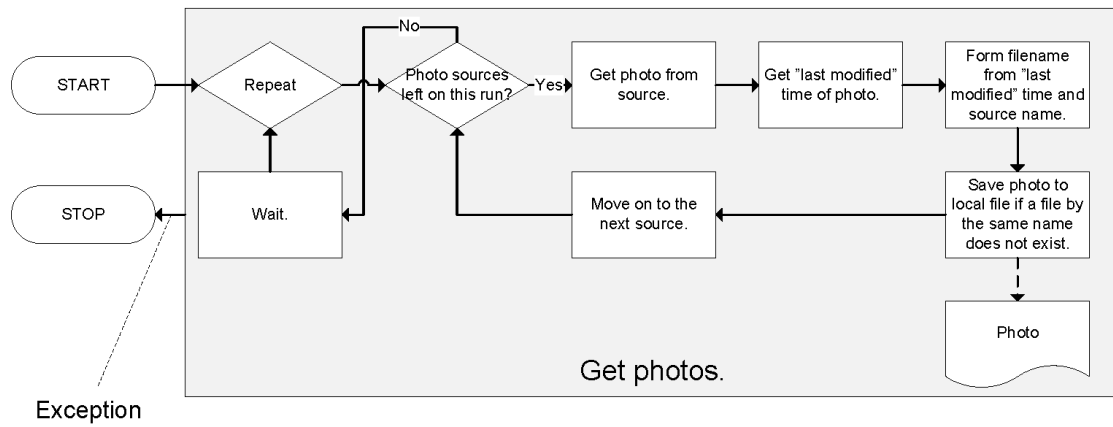 No
START
Repeat
Photo sources
left on this run?
Yes
Get photo from
source.
Get ”last modified”
time of photo.
Form filename
from ”last
modified” time and
source name.
STOP
Wait.
Move on to the
next source.
Save photo to
local file if a file by
the same name
does not exist.
Photo
Get photos.
Exception